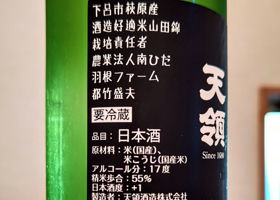 下呂市萩原産
酒造好適米山田錦
栽培責任者
農業法人南ひだ
羽根ファーム
都竹盛夫
要冷蔵
品目:日本酒
原材料:米(国産)、
米こうじ(国産米)
アルコール分:17度
精米歩合:55%
日本酒度:+1
製造者:天領酒造株式会社
天領
Since 1680